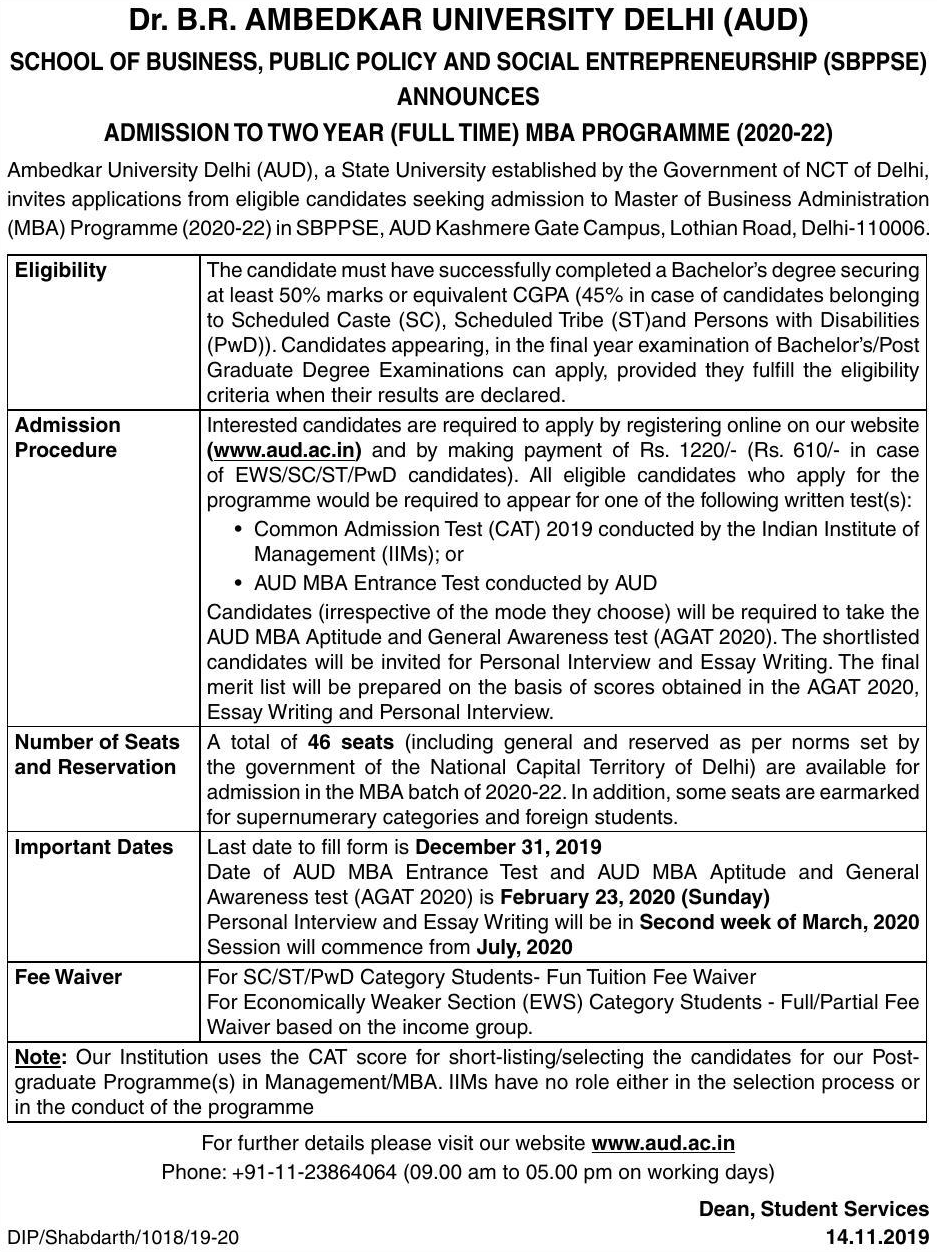 Dr. B.R. AMBEDKAR UNIVERSITY DELHI (AUD)
SCHOOL OF BUSINESS, PUBLIC POLICY AND SOCIAL ENTREPRENEURSHIP (SBPPSE)
ANNOUNCES
ADMISSION TO TWO YEAR (FULL TIME) MBA PROGRAMME (2020-22)
Ambedkar University Delhi (AUD), a State University established by the Government of NCT of Delhi,
invites applications from eligible candidates seeking admission to Master of Business Administration
(MBA) Programme (2020-22) in SBPPSE, AUD Kashmere Gate Campus, Lothian Road, Delhi-110006.
Eligibility
The candidate must have successfully completed a Bachelor's degree securing
at least 50% marks or equivalent CGPA (45% in case of candidates belonging
to Scheduled Caste (SC), Scheduled Tribe (ST)and Persons with Disabilities
(PwD)). Candidates appearing, in the final year examination of Bachelor's/Post
Graduate Degree Examinations can apply, provided they fulfill the eligibility
criteria when their results are declared.
Admission
Procedure
Interested candidates are required to apply by registering online on our website
(www.aud.ac.in) and by making payment of Rs. 1220/- (Rs. 610/- in case
of EWS/SC/ST/PwD candidates). All eligible candidates who apply for the
programme would be required to appear for one of the following written test(s):
• Common Admission Test (CAT) 2019 conducted by the Indian Institute of
Management (IIMs); or
• AUD MBA Entrance Test conducted by AUD
Candidates (irrespective of the mode they choose) will be required to take the
AUD MBA Aptitude and General Awareness test (AGAT 2020). The shortlisted
candidates will be invited for Personal Interview and Essay Writing. The final
merit list will be prepared on the basis of scores obtained in the AGAT 2020,
Essay Writing and Personal Interview.
Number of Seats
and Reservation
A total of 46 seats (including general and reserved as per norms set by
the government of the National Capital Territory of Delhi) are available for
admission in the MBA batch of 2020-22. In addition, some seats are earmarked
for supernumerary categories and foreign students.
Important Dates
Last date to fill form is December 31, 2019
Date of AUD MBA Entrance Test and AUD MBA Aptitude and General
Awareness test (AGAT 2020) is February 23, 2020 (Sunday)
Personal Interview and Essay Writing will be in Second week of March, 2020
Session will commence from July, 2020
Fee Waiver
For SC/ST/PwD Category Students- Fun Tuition Fee Waiver
For Economically Weaker Section (EWS) Category Students - Full/Partial Fee
Waiver based on the income group.
Note: Our Institution uses the CAT score for short-listing/selecting the candidates for our Post-
graduate Programme(s) in Management/MBA. IIMs have no role either in the selection process or
in the conduct of the programme
For further details please visit our website www.aud.ac.in
Phone: +91-11-23864064 (09.00 am to 05.00 pm on working days)
Dean, Student Services
DIP/Shabdarth/1018/19-20
14.11.2019